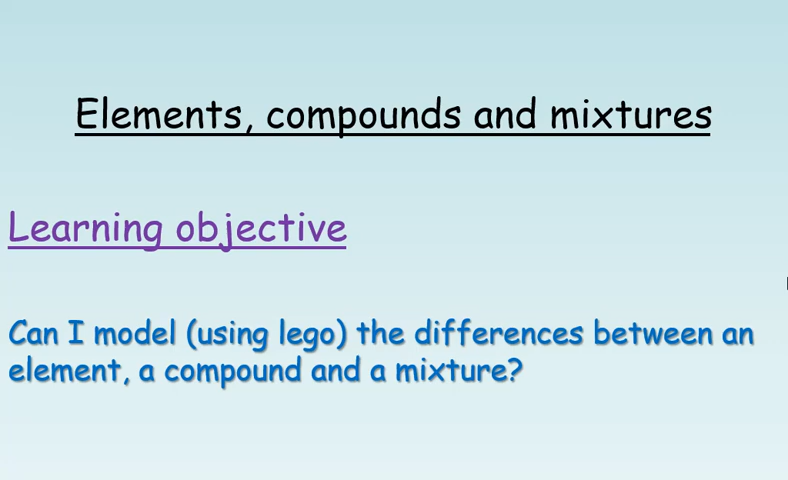 Elements, compounds and mixtures
Learning objective
Can I model (using lego) the differences between an
element, a compound and a mixture?